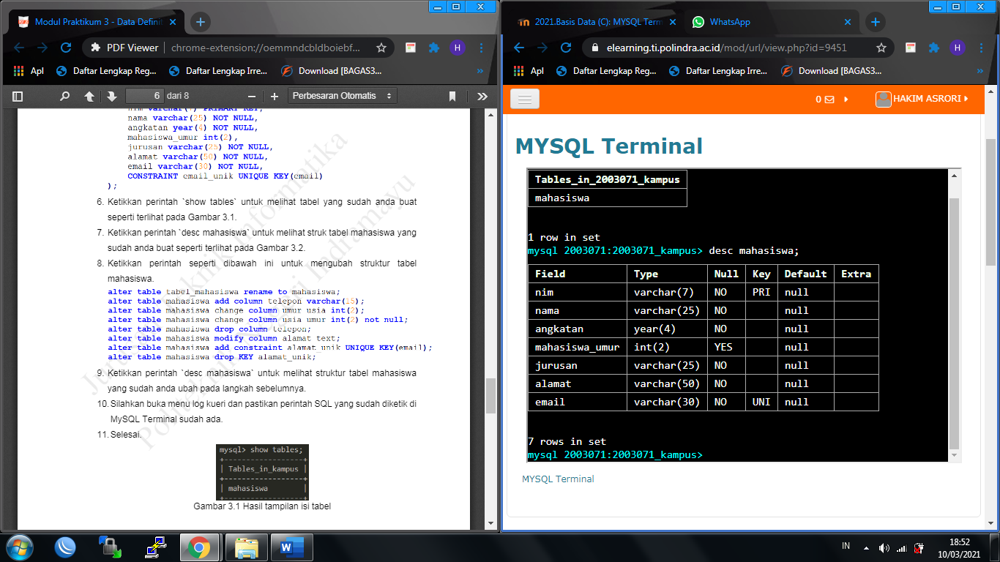 Modul Praktikum 3 - Data Defini
PDF Viewer
chrome-extension://oemmndcbldboiebf...
H
Apl
Daftar Lengkap Reg...
Daftar Lengkap Irre...
Download [BAGAS3...
»
6 dari 8
Perbesaran Otomatis
nim varchar(7) PRIMARY KEY,
nama varchar(25) NOT NULL,
angkatan year(4) NOT NULL,
mahasiswa_umur int(2),
jurusan varchar(25) NOT NULL,
alamat varchar(50) NOT NULL,
email varchar(30) NOT NULL,
CONSTRAINT email_unik UNIQUE KEY(email)
);
6. Ketikkan perintah `show tables` untuk melihat tabel yang sudah anda buat
seperti terlihat pada Gambar 3.1.
7. Ketikkan perintah `desc mahasiswa` untuk melihat struk tabel mahasiswa yang
sudah anda buat seperti terlihat pada Gambar 3.2.
8. Ketikkan perintah seperti dibawah ini untuk mengubah struktur tabel
mahasiswa.
alter table tabel_mahasiswa rename to mahasiswa;
alter table mahasiswa add column telepon varchar(15);
alter table mahasiswa change column umur usia int(2);
alter table mahasiswa change column usia umur int(2) not null;
alter table mahasiswa drop column telepon;
alter table mahasiswa modify column alamat text;
alter table mahasiswa add constraint alamat_unik UNIQUE KEY(email);
alter table mahasiswa drop KEY alamat_unik;
9. Ketikkan perintah `desc mahasiswa` untuk melihat struktur tabel mahasiswa
yang sudah anda ubah pada langkah sebelumnya.
10. Silahkan buka menu log kueri dan pastikan perintah SQL yang sudah diketik di
MySQL Terminal sudah ada.
11. Selesai.
mysql> show tables;
+-----------------+
| Tables_in_kampus |
+-----------------+
| mahasiswa |
+-----------------+
Gambar 3.1 Hasil tampilan isi tabel
Teknik Informatika
Indramayu
2021.Basis Data (C): MYSQL Term
WhatsApp
elearning.ti.polindra.ac.id/mod/url/view.php?id=9451
H
Apl
Daftar Lengkap Reg...
Daftar Lengkap Irre...
Download [BAGAS3...
»
0
HAKIM ASRORI
MYSQL Terminal
Tables_in_2003071_kampus
mahasiswa
1 row in set
mysql 2003071:2003071_kampus> desc mahasiswa;
Field Type Null Key Default Extra
nim varchar(7) NO PRI null
nama varchar(25) NO null
angkatan year(4) NO null
mahasiswa_umur int(2) YES null
jurusan varchar(25) NO null
alamat varchar(50) NO null
email varchar(30) NO UNI null
7 rows in set
mysql 2003071:2003071_kampus>
MYSQL Terminal
IN
18:52
10/03/2021